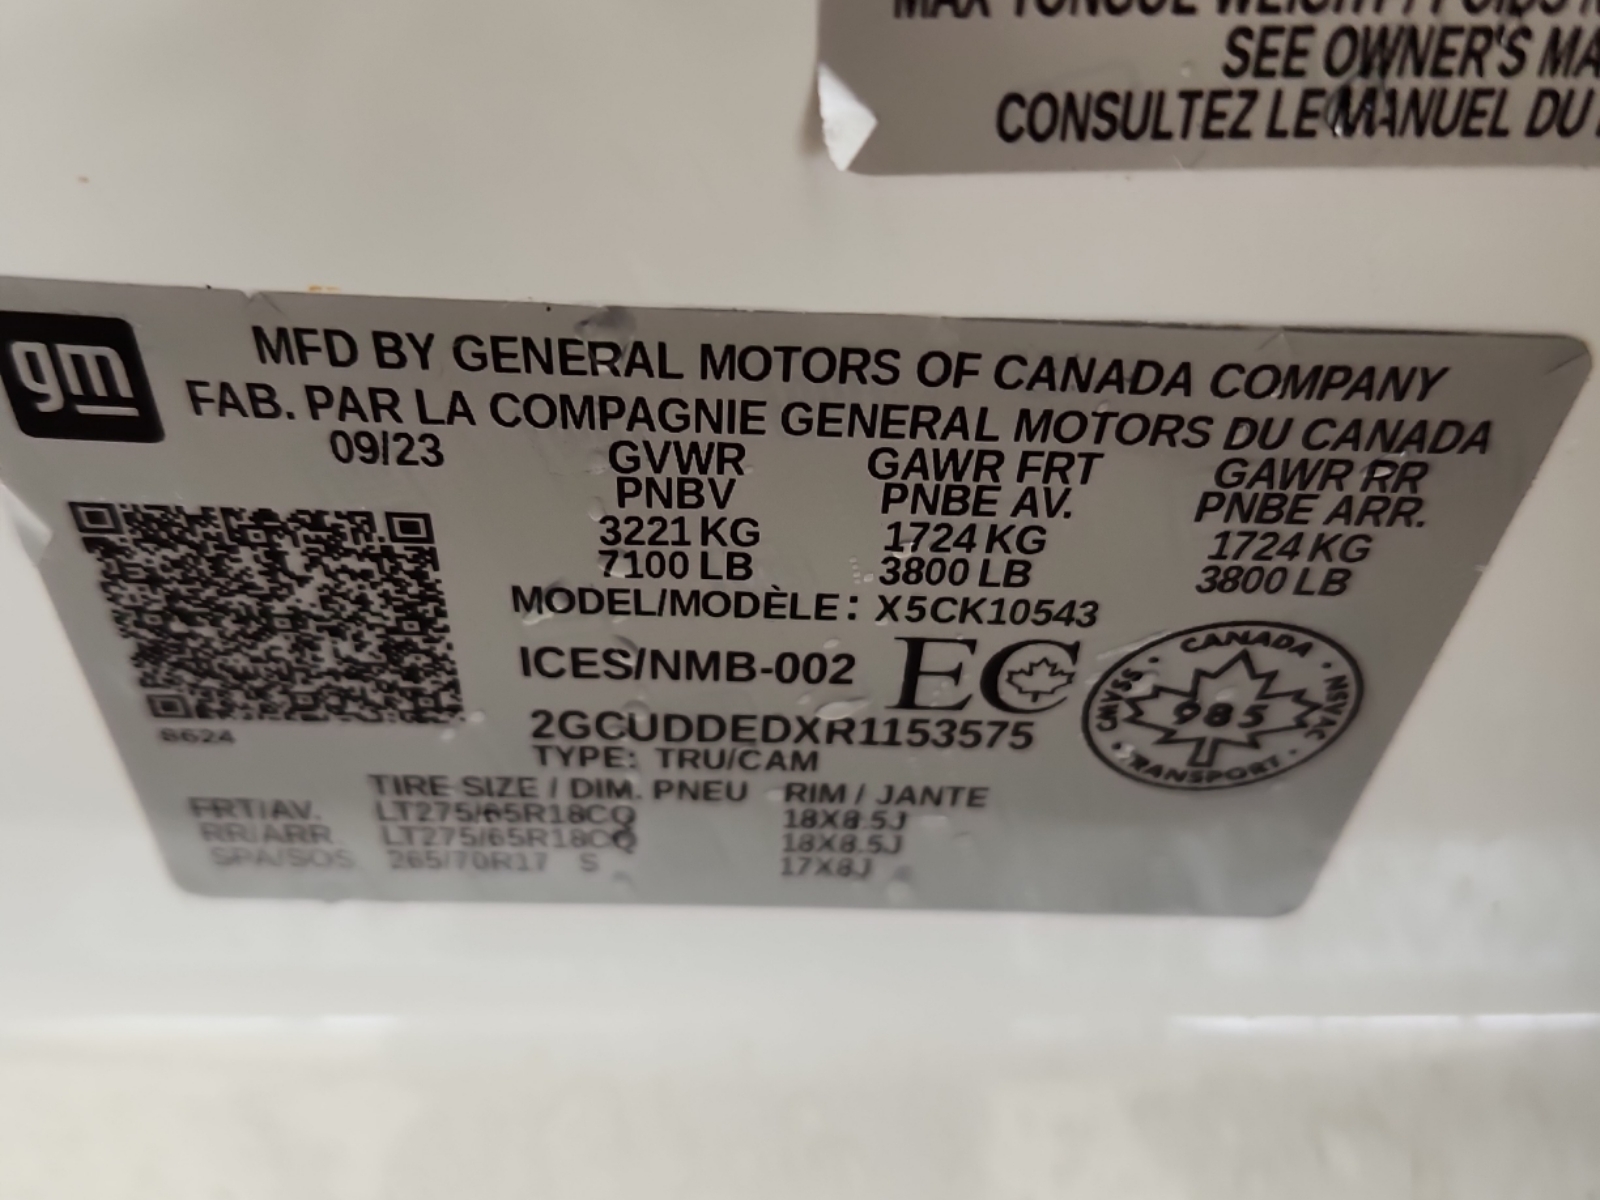 SEE OWNER'S MA
CONSULTEZ LE MANUEL DU
gm
MFD BY GENERAL MOTORS OF CANADA COMPANY
FAB. PAR LA COMPAGNIE GENERAL MOTORS DU CANADA
09/23 GVWR GAWR FRT GAWR RR
PNBV PNBE AV. PNBE ARR.
3221 KG 1724 KG 1724 KG
7100 LB 3800 LB 3800 LB
MODEL/MODÈLE: X5CK10543
ICES/NMB-002 EC
CANADA
CMVSS 985 NSVAC
TRANSPORT
2GCUDDEDXR1153575
8624
TYPE: TRU/CAM
TIRE SIZE / DIM. PNEU RIM / JANTE
FRT/AV. LT275/65R18CQ 18X8.5J
RR/ARR. LT275/65R18CQ 18X8.5J
SPA/SOS 265/70R17 S 17X8J